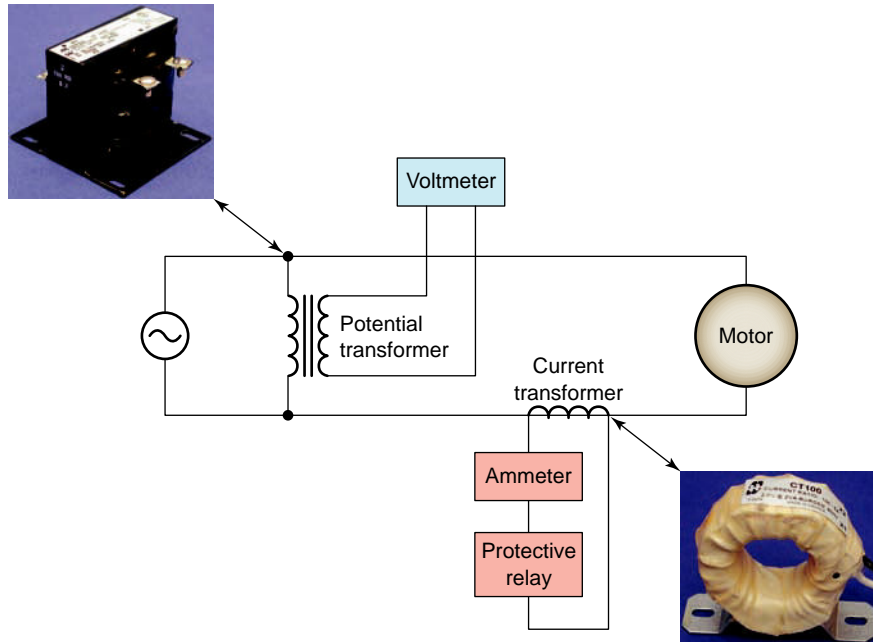 Voltmeter
Potential
transformer
Motor
Current
transformer
Ammeter
Protective
relay
CT100